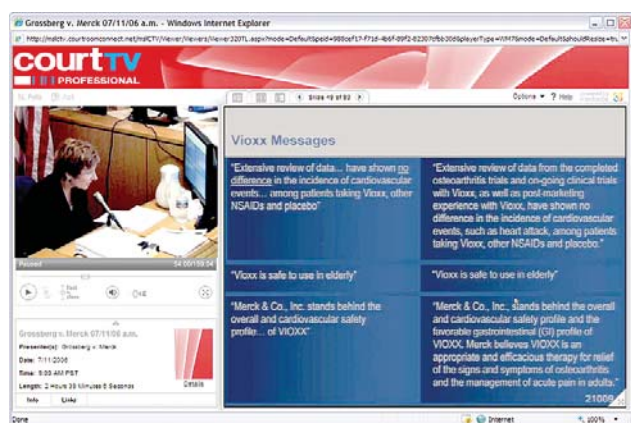 Grossberg v. Merck 07/11/06 a.m. - Windows Internet Explorer
court TV
PROFESSIONAL
Slide 49 of 93
Options
? Help
Vioxx Messages
"Extensive review of data... have shown no
difference in the incidence of cardiovascular
events... among patients taking Vioxx, other
NSAIDs and placebo"
"Extensive review of data from the completed
osteoarthritis trials and on-going clinical trials
with Vioxx, as well as post-marketing
experience with Vioxx, have shown no
difference in the incidence of cardiovascular
events, such as heart attack, among patients
taking Vioxx, other NSAIDs and placebo."
"Vioxx is safe to use in elderly"
"Vioxx is safe to use in elderly"
"Merck & Co., Inc. stands behind the
overall and cardiovascular safety
profile... of VIOXX"
"Merck & Co., Inc., stands behind the overall
and cardiovascular safety profile and the
favorable gastrointestinal (GI) profile of
VIOXX. Merck believes VIOXX is an
appropriate and efficacious therapy for relief
of the signs and symptoms of osteoarthritis
and the management of acute pain in adults."
21009
Paused
Grossberg v. Merck 07/11/06 a.m.
Presenter(s): Grossberg v. Merck
Date: 7/11/2006
Time: 9:00 AM PST
Length: 2 Hours 39 Minutes 6 Seconds
Details
Info
Links
Done
Internet
100%